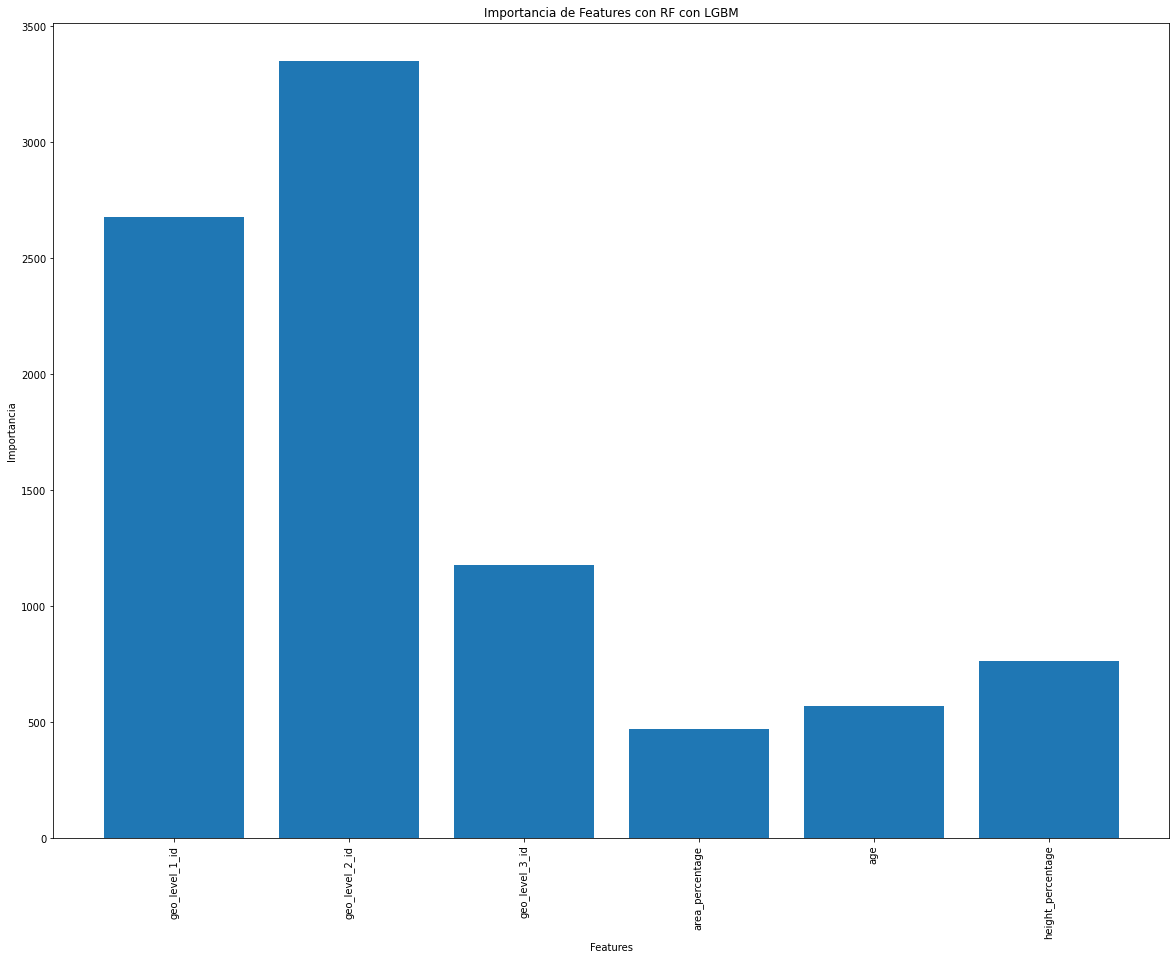 Importancia de Features con RF con LGBM
3500
3000
2500
2000
1500
1000
500
0
Importancia
geo_level_1_id
geo_level_2_id
geo_level_3_id
area_percentage
age
height_percentage
Features